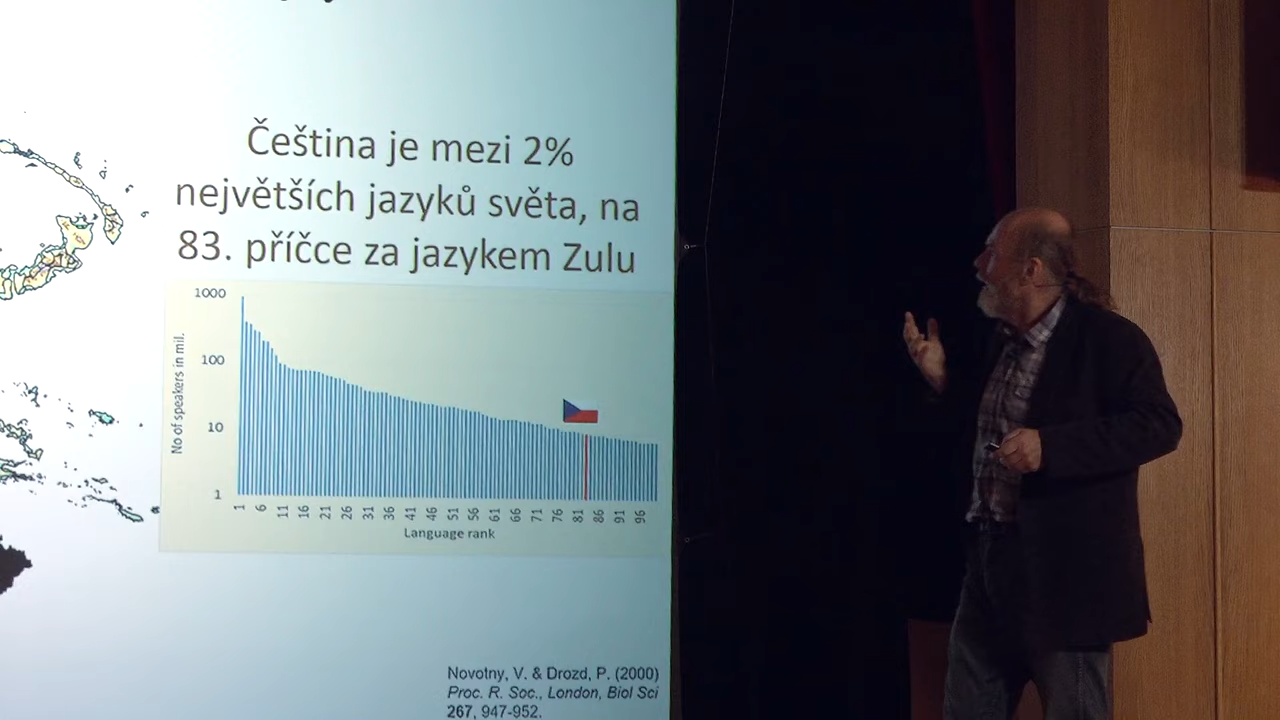 Čeština je mezi 2%
největších jazyků světa, na
83. příčce za jazykem Zulu
1000
100
10
1
No of speakers in mil.
1 6 11 16 21 26 31 36 41 46 51 56 61 66 71 76 81 86 91 96
Language rank
Novotny, V. & Drozd, P. (2000)
Proc. R. Soc., London, Biol Sci
267, 947-952.